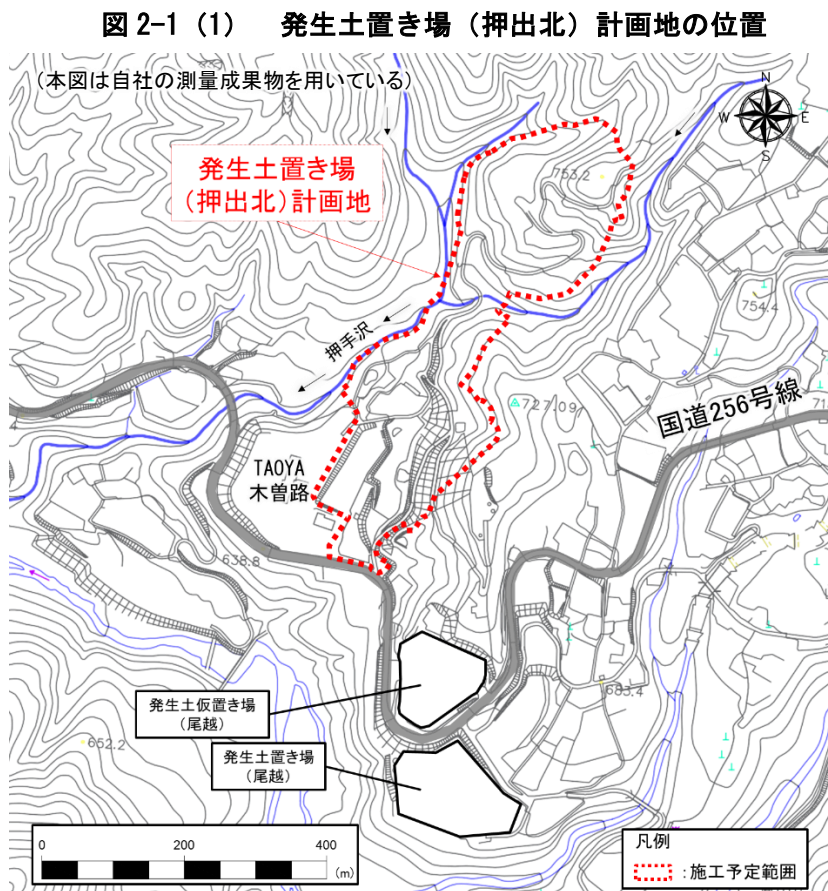 図 2-1（1） 発生土置き場（押出北）計画地の位置
（本図は自社の測量成果物を用いている）
N
W
E
S
発生土置き場
（押出北）計画地
753.2
754.4
押手沢
727.09
国道256号線
71
TAOYA
木曽路
638.8
発生土仮置き場
（尾越）
683.4
652.2
発生土置き場
（尾越）
0
200
400
(m)
凡例
：施工予定範囲